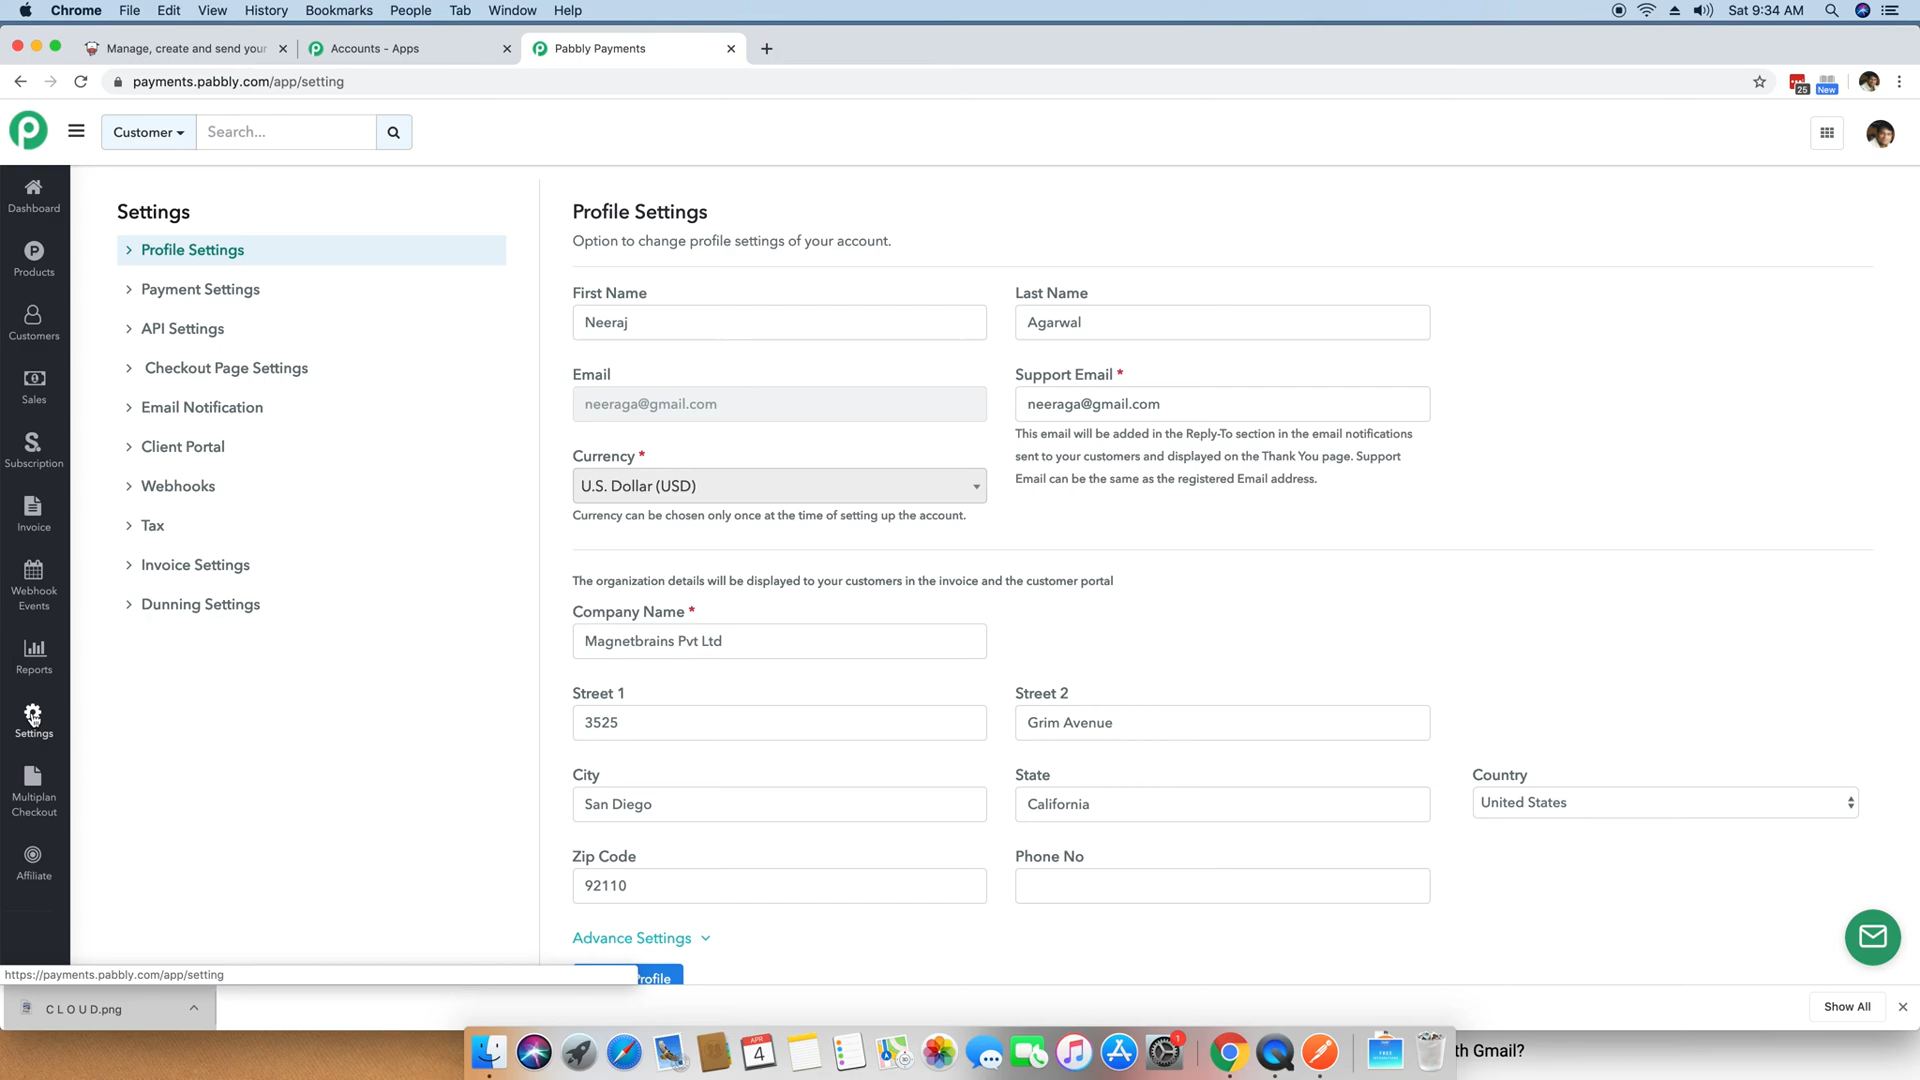 Chrome File Edit View History Bookmarks People Tab Window Help Sat 9:34 AM
Manage, create and send your Accounts - Apps Pabbly Payments
payments.pabbly.com/app/setting
25 New
Customer Search...
Dashboard
Products
Customers
Sales
Subscription
Invoice
Webhook
Events
Reports
Settings
Multiplan
Checkout
Affiliate
Settings
Profile Settings
Payment Settings
API Settings
Checkout Page Settings
Email Notification
Client Portal
Webhooks
Tax
Invoice Settings
Dunning Settings
Profile Settings
Option to change profile settings of your account.
First Name Last Name
Neeraj Agarwal
Email Support Email *
neeraga@gmail.com neeraga@gmail.com
This email will be added in the Reply-To section in the email notifications
sent to your customers and displayed on the Thank You page. Support
Email can be the same as the registered Email address.
Currency *
U.S. Dollar (USD)
Currency can be chosen only once at the time of setting up the account.
The organization details will be displayed to your customers in the invoice and the customer portal
Company Name *
Magnetbrains Pvt Ltd
Street 1 Street 2
3525 Grim Avenue
City State Country
San Diego California United States
Zip Code Phone No
92110
Advance Settings
rofile
https://payments.pabbly.com/app/setting
C L O U D.png Show All
APR
4
1
FREE
th Gmail?